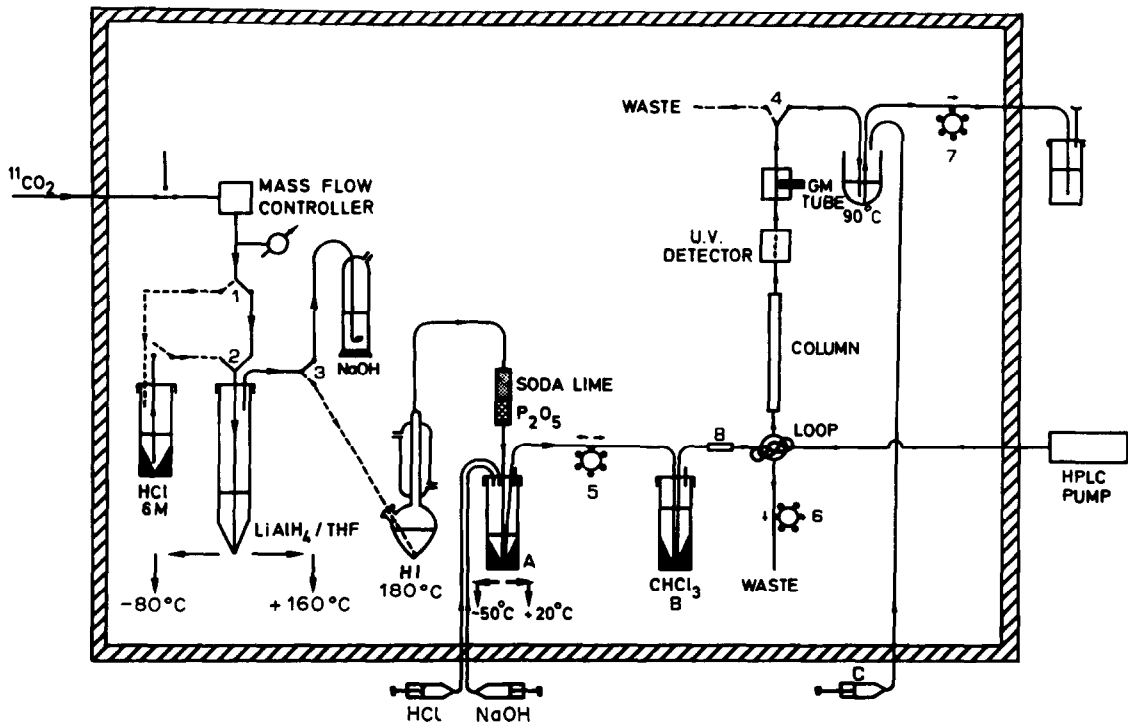 WASTE
4
7
¹¹CO₂
MASS FLOW
CONTROLLER
GM
TUBE
90°C
U.V.
DETECTOR
1
2
3
NaOH
COLUMN
SODA LIME
P₂O₅
HCl
6M
LiAlH₄/THF
-80°C
+160°C
HI
180°C
A
-50°C
+20°C
5
8
LOOP
HPLC
PUMP
6
CHCl₃
B
WASTE
HCl
NaOH
C